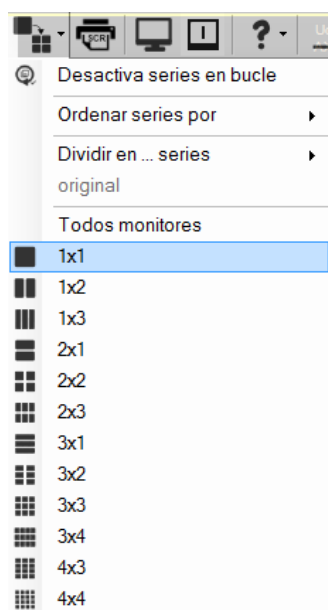 SCR
I
?
Desactiva series en bucle
Ordenar series por
Dividir en ... series
original
Todos monitores
1x1
1x2
1x3
2x1
2x2
2x3
3x1
3x2
3x3
3x4
4x3
4x4